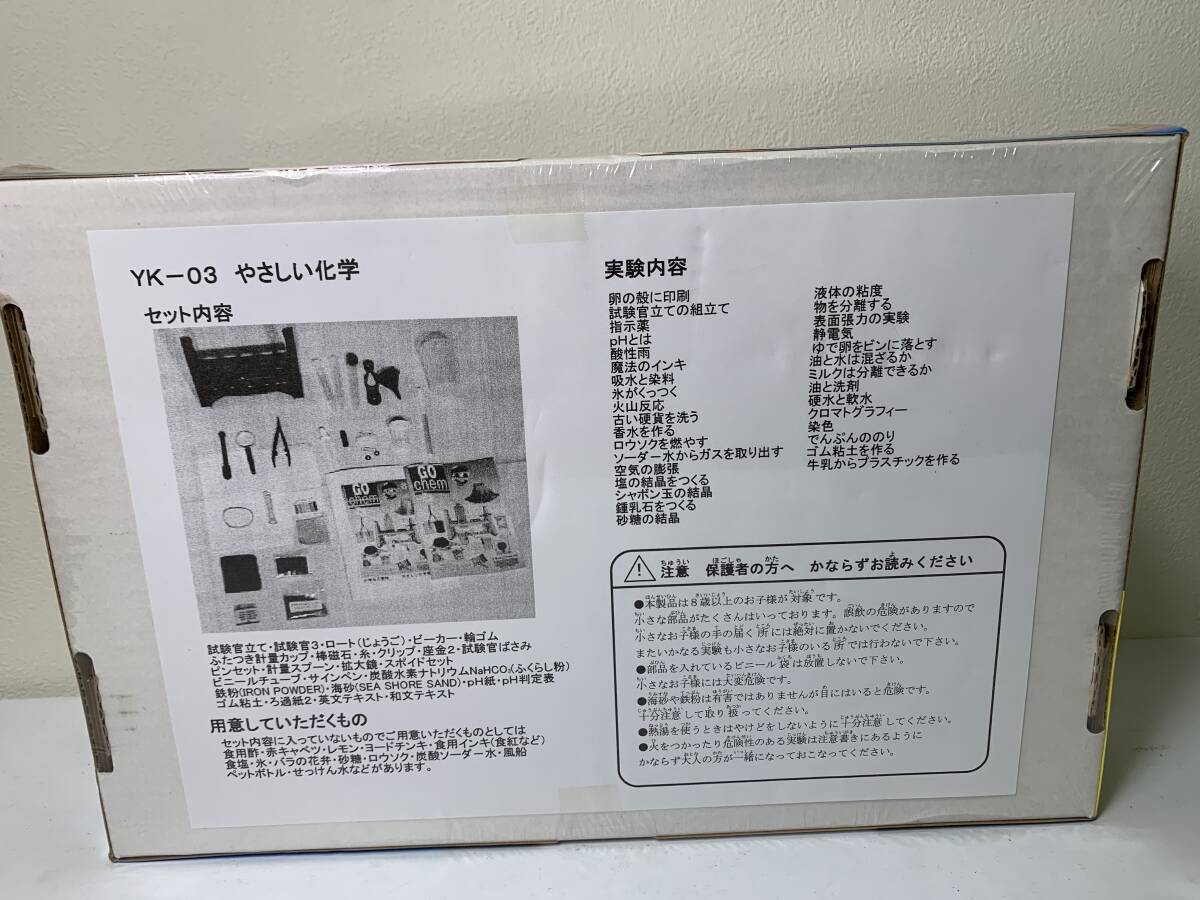 YK-03 やさしい化学
セット内容
GO
chem
GO
chem
試験官立て・試験官3・ロート(じょうご)・ビーカー・輪ゴム
ふたつき計量カップ・棒磁石・糸・クリップ・座金2・試験官ばさみ
ピンセット・計量スプーン・拡大鏡・スポイドセット
ビニールチューブ・サインペン・炭酸水素ナトリウムNaHCO₃(ふくらし粉)
鉄粉(IRON POWDER)・海砂(SEA SHORE SAND)・pH紙・pH判定表
ゴム粘土・ろ過紙2・英文テキスト・和文テキスト
用意していただくもの
セット内容に入っていないものでご用意いただくものとしては
食用酢・赤キャベツ・レモン・ヨードチンキ・食用インキ(食紅など)
食塩・氷・バラの花弁・砂糖・ロウソク・炭酸ソーダー水・風船
ペットボトル・せっけん水などがあります。
実験内容
卵の殻に印刷
試験官立ての組立て
指示薬
pHとは
酸性雨
魔法のインキ
吸水と染料
氷がくっつく
火山反応
古い硬貨を洗う
香水を作る
ロウソクを燃やす
ソーダー水からガスを取り出す
空気の膨張
塩の結晶をつくる
シャボン玉の結晶
鍾乳石をつくる
砂糖の結晶
液体の粘度
物を分離する
表面張力の実験
静電気
ゆで卵をビンに落とす
油と水は混ざるか
ミルクは分離できるか
油と洗剤
硬水と軟水
クロマトグラフィー
染色
でんぷんののり
ゴム粘土を作る
牛乳からプラスチックを作る
注意 保護者の方へ かならずお読みください
●本製品は8歳以上のお子様が対象です。
小さな部品がたくさんはいっております。誤飲の危険がありますので
小さなお子様の手の届く所には絶対に置かないでください。
またいかなる実験も小さなお子様のいる所では行わないで下さい。
●部品を入れているビニール袋は放置しないで下さい。
小さなお子様には大変危険です。
●海砂や鉄粉は有害ではありませんが目にはいると危険です。
十分注意して取り扱ってください。
●熱湯を使うときはやけどをしないように十分注意してください。
●火をつかったり危険性のある実験は注意書きにあるように
かならず大人の方が一緒になっておこなってください。